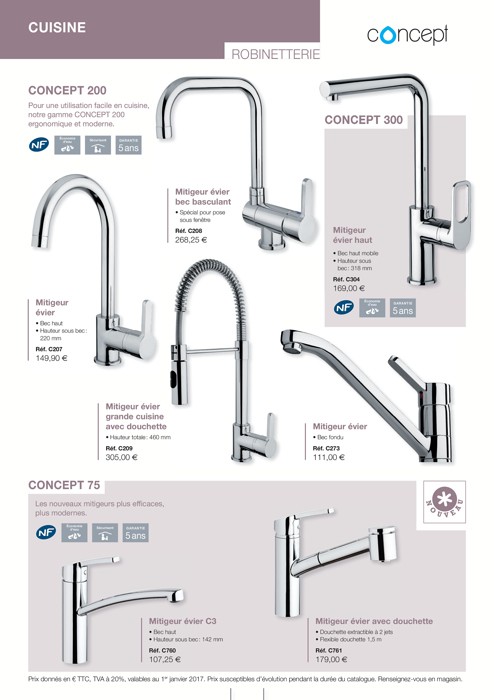 CUISINE
concept
ROBINETTERIE
CONCEPT 200
Pour une utilisation facile en cuisine,
notre gamme CONCEPT 200
ergonomique et moderne.
NF
Économie
d'eau
Mouvement
GARANTIE
5 ans
Mitigeur évier
bec basculant
• Spécial pour pose
sous fenêtre
Réf. C208
268,25 €
CONCEPT 300
Mitigeur
évier haut
• Bec haut mobile
• Hauteur sous
bec : 318 mm
Réf. C304
169,00 €
NF
Économie
d'eau
GARANTIE
5 ans
Mitigeur
évier
• Bec haut
• Hauteur sous bec :
220 mm
Réf. C207
149,90 €
Mitigeur évier
grande cuisine
avec douchette
• Hauteur totale : 460 mm
Réf. C209
305,00 €
Mitigeur évier
• Bec fondu
Réf. C273
111,00 €
CONCEPT 75
Les nouveaux mitigeurs plus efficaces,
plus modernes.
NF
Économie
d'eau
Mouvement
GARANTIE
5 ans
NOUVEAU
Mitigeur évier C3
• Bec haut
• Hauteur sous bec : 142 mm
Réf. C760
107,25 €
Mitigeur évier avec douchette
• Douchette extractible à 2 jets
• Flexible douchette 1,5 m
Réf. C761
179,00 €
Prix donnés en € TTC, TVA à 20%, valables au 1er janvier 2017. Prix susceptibles d'évolution pendant la durée du catalogue. Renseignez-vous en magasin.